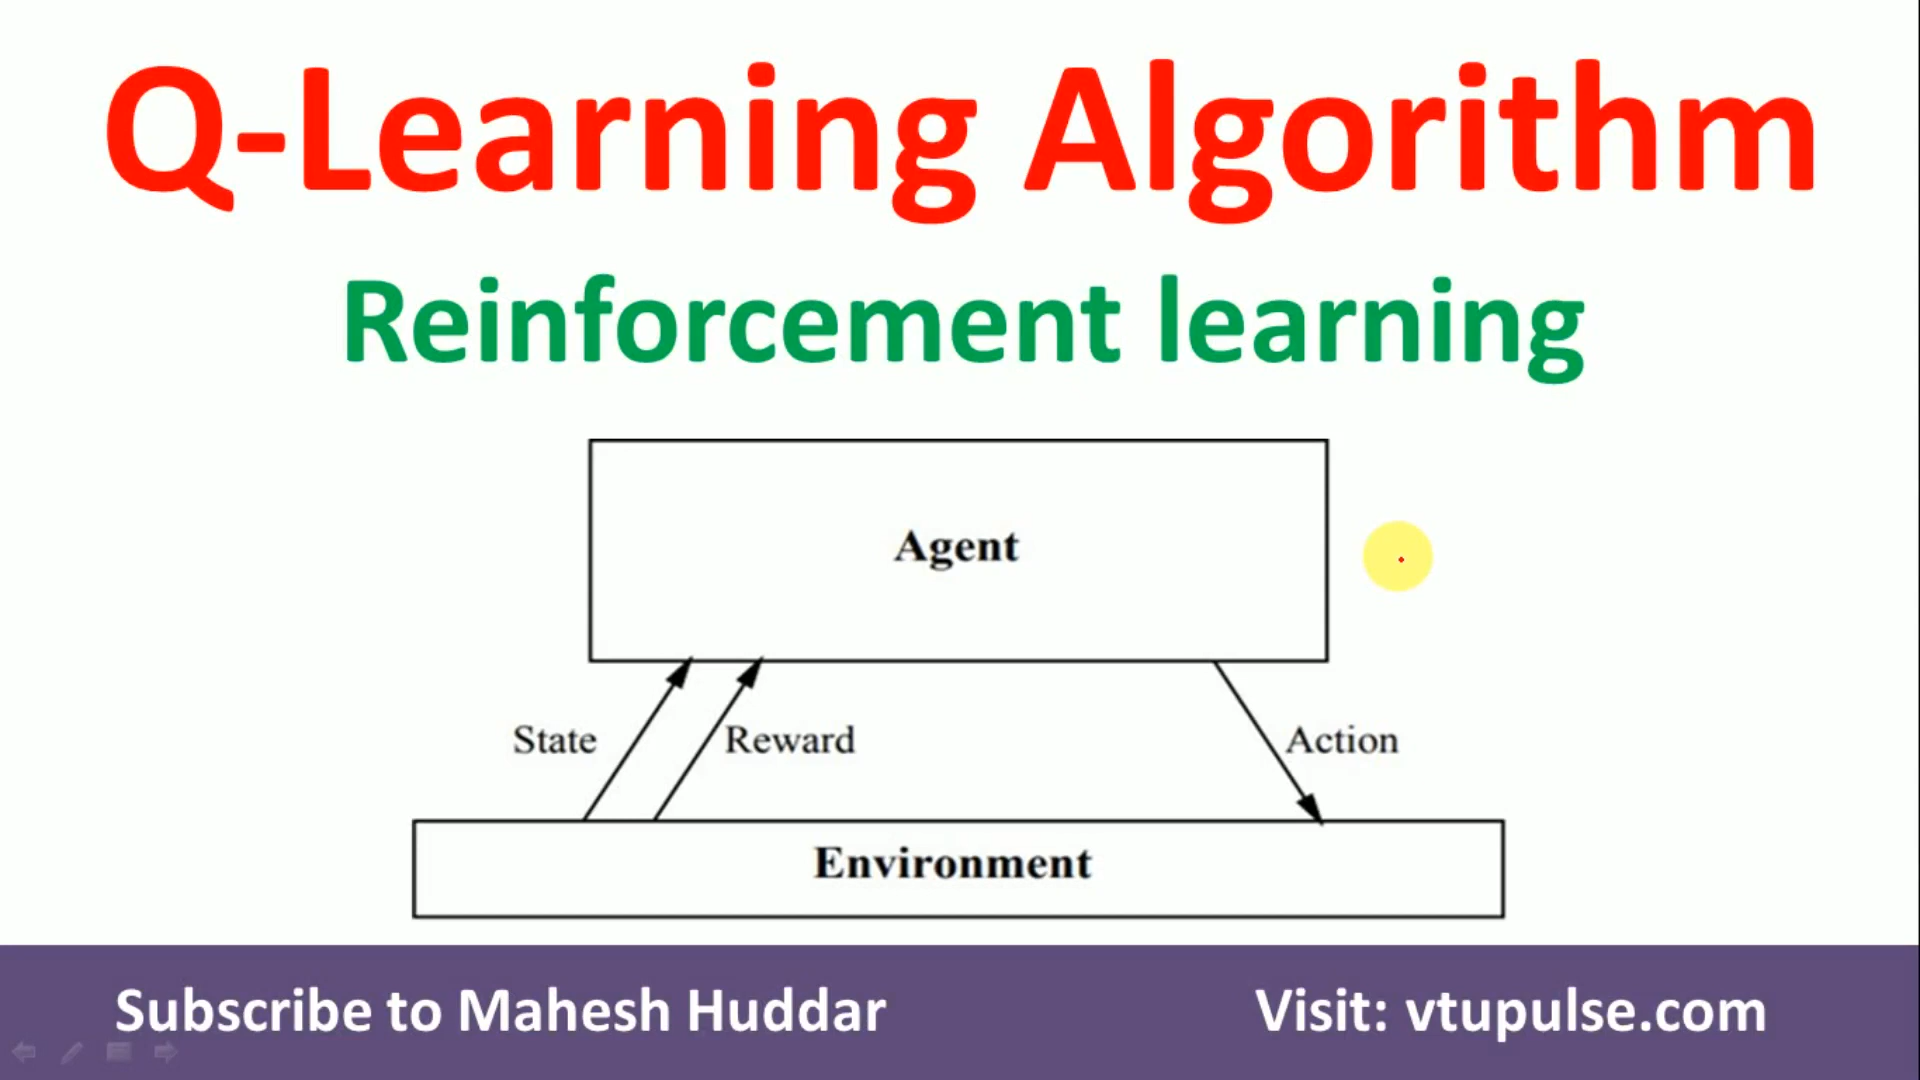 Q-Learning Algorithm
Reinforcement learning
Agent
State
Reward
Action
Environment
Subscribe to Mahesh Huddar
Visit: vtupulse.com